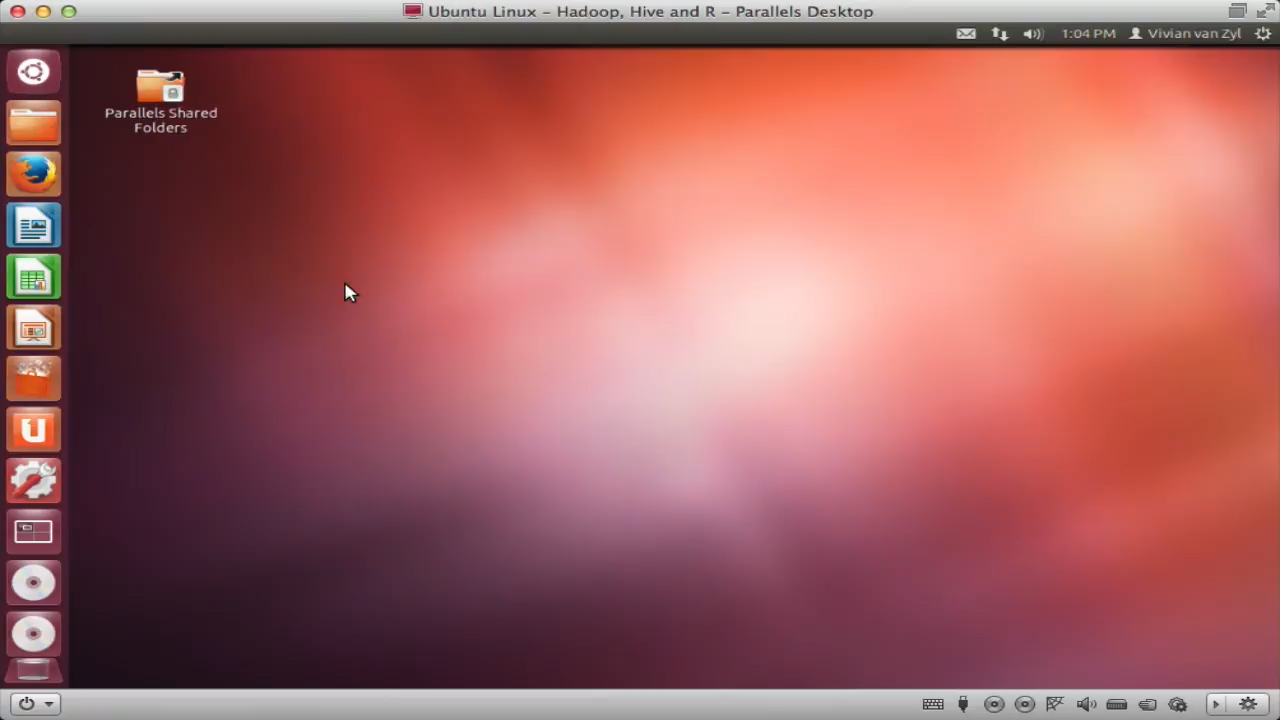 Ubuntu Linux – Hadoop, Hive and R – Parallels Desktop
1:04 PM Vivian van Zyl
Parallels Shared
Folders